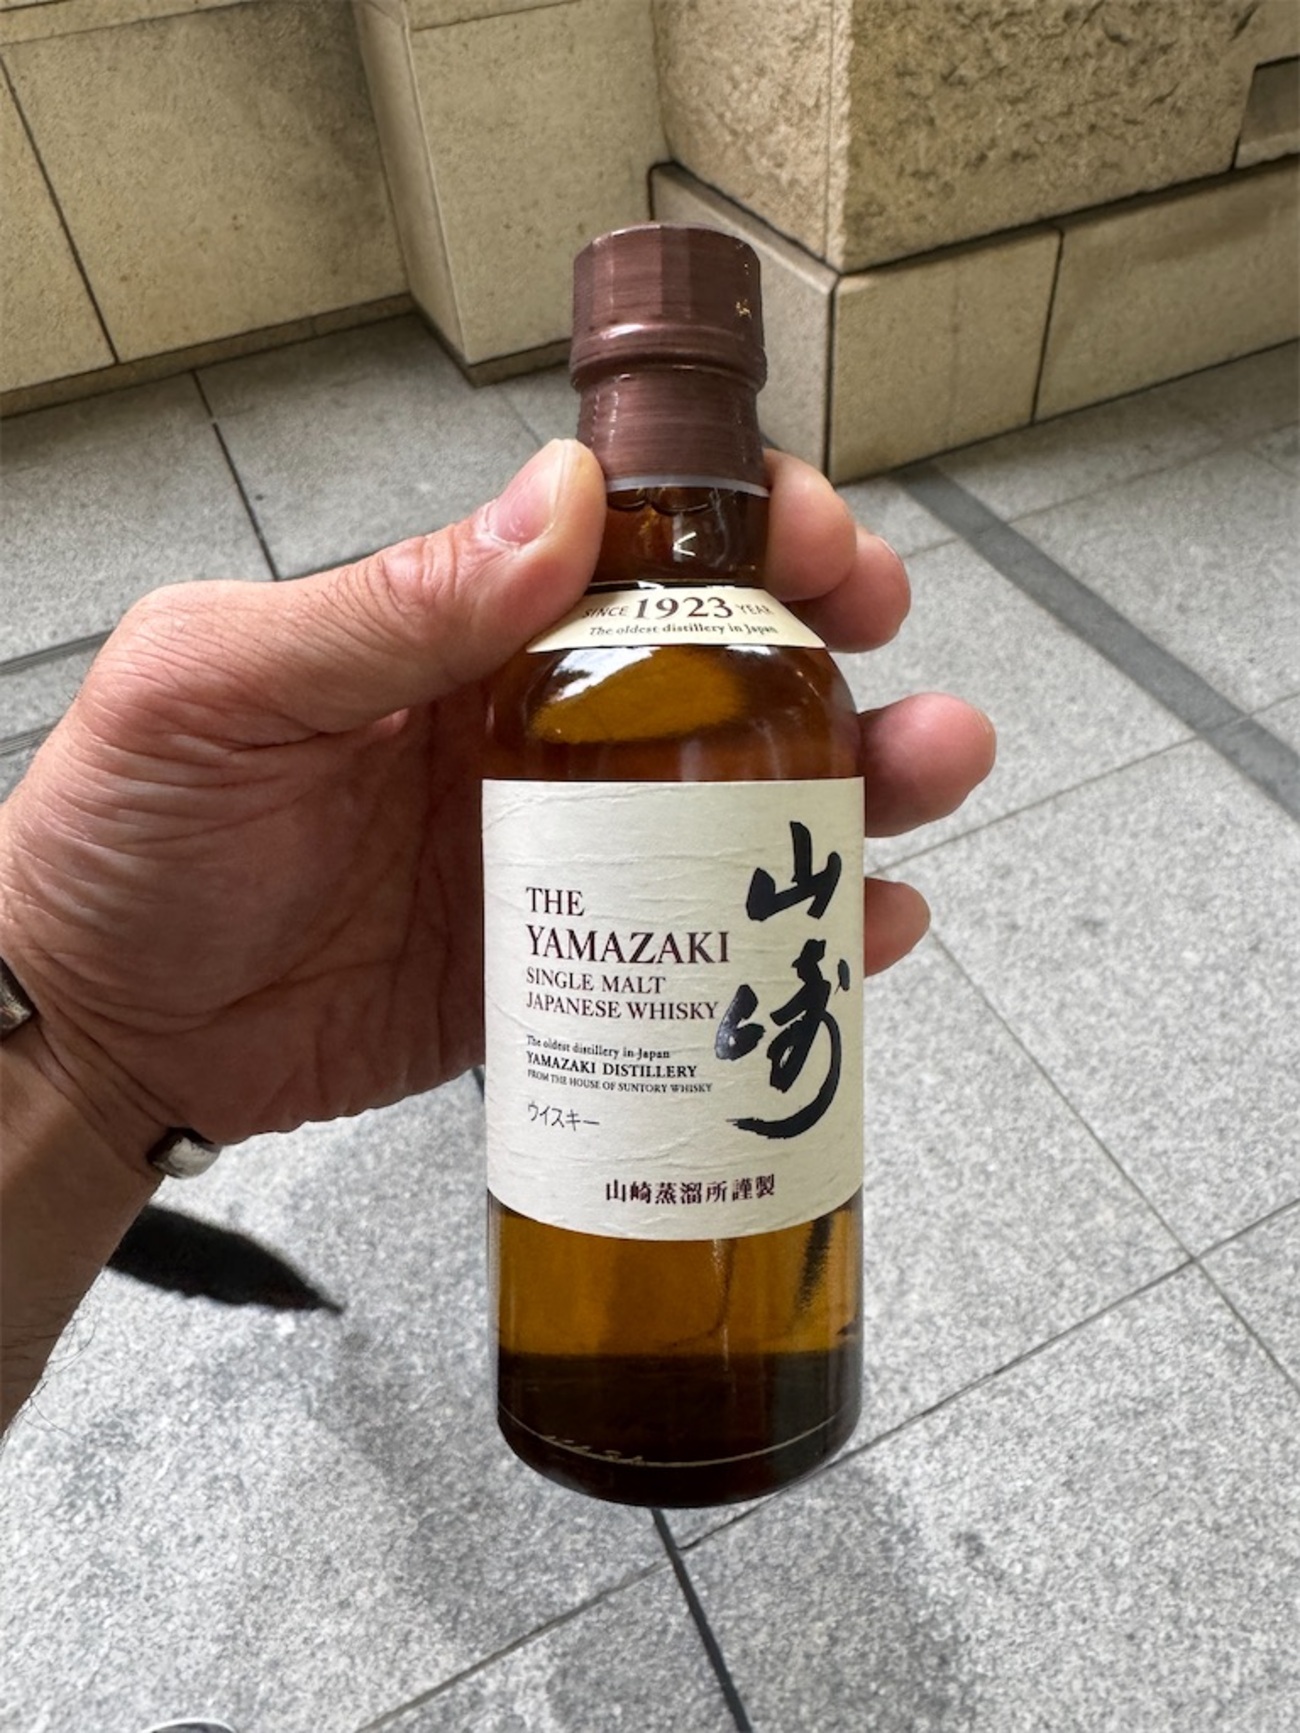 SINCE 1923 YEAR
The oldest distillery in Japan
山崎
THE
YAMAZAKI
SINGLE MALT
JAPANESE WHISKY
The oldest distillery in Japan
YAMAZAKI DISTILLERY
FROM THE HOUSE OF SUNTORY WHISKY
ウイスキー
山崎蒸溜所謹製